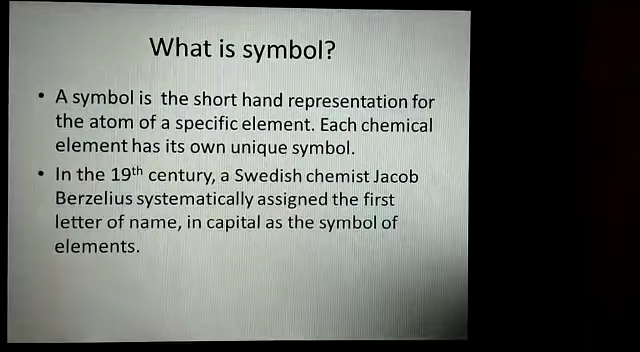 What is symbol?
• A symbol is the short hand representation for
the atom of a specific element. Each chemical
element has its own unique symbol.
• In the 19th century, a Swedish chemist Jacob
Berzelius systematically assigned the first
letter of name, in capital as the symbol of
elements.